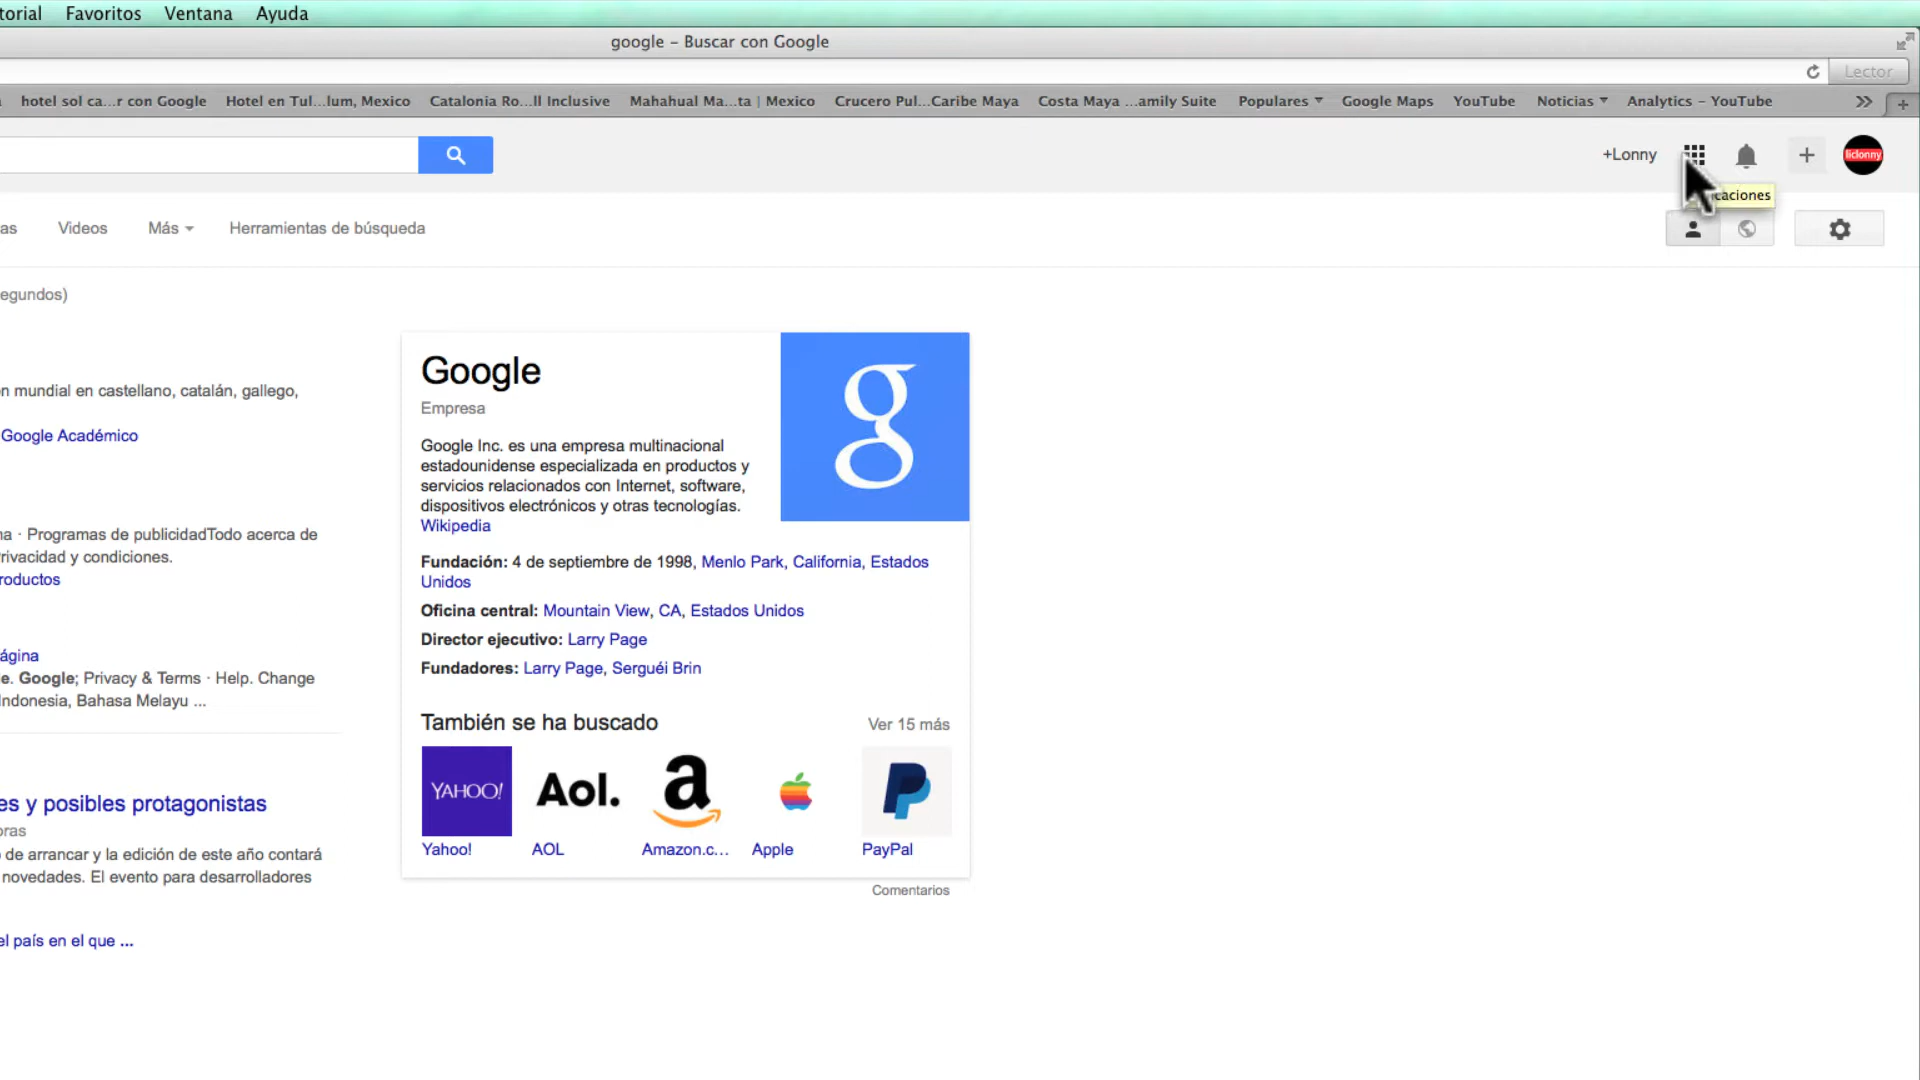 torial Favoritos Ventana Ayuda
google – Buscar con Google
Lector
hotel sol ca...r con Google Hotel en Tul...lum, Mexico Catalonia Ro...ll Inclusive Mahahual Ma...ta | Mexico Crucero Pul...Caribe Maya Costa Maya ...amily Suite Populares Google Maps YouTube Noticias Analytics – YouTube
+Lonny
liclonny
caciones
as Videos Más Herramientas de búsqueda
egundos)
Google
Empresa
n mundial en castellano, catalán, gallego,
Google Académico
Google Inc. es una empresa multinacional
estadounidense especializada en productos y
servicios relacionados con Internet, software,
dispositivos electrónicos y otras tecnologías.
Wikipedia
na · Programas de publicidadTodo acerca de
rivacidad y condiciones.
roductos
Fundación: 4 de septiembre de 1998, Menlo Park, California, Estados
Unidos
Oficina central: Mountain View, CA, Estados Unidos
Director ejecutivo: Larry Page
Fundadores: Larry Page, Serguéi Brin
ágina
e. Google; Privacy & Terms · Help. Change
Indonesia, Bahasa Melayu ...
También se ha buscado Ver 15 más
YAHOO! Aol.
Yahoo! AOL Amazon.c... Apple PayPal
Comentarios
es y posibles protagonistas
oras
de arrancar y la edición de este año contará
novedades. El evento para desarrolladores
el país en el que ...